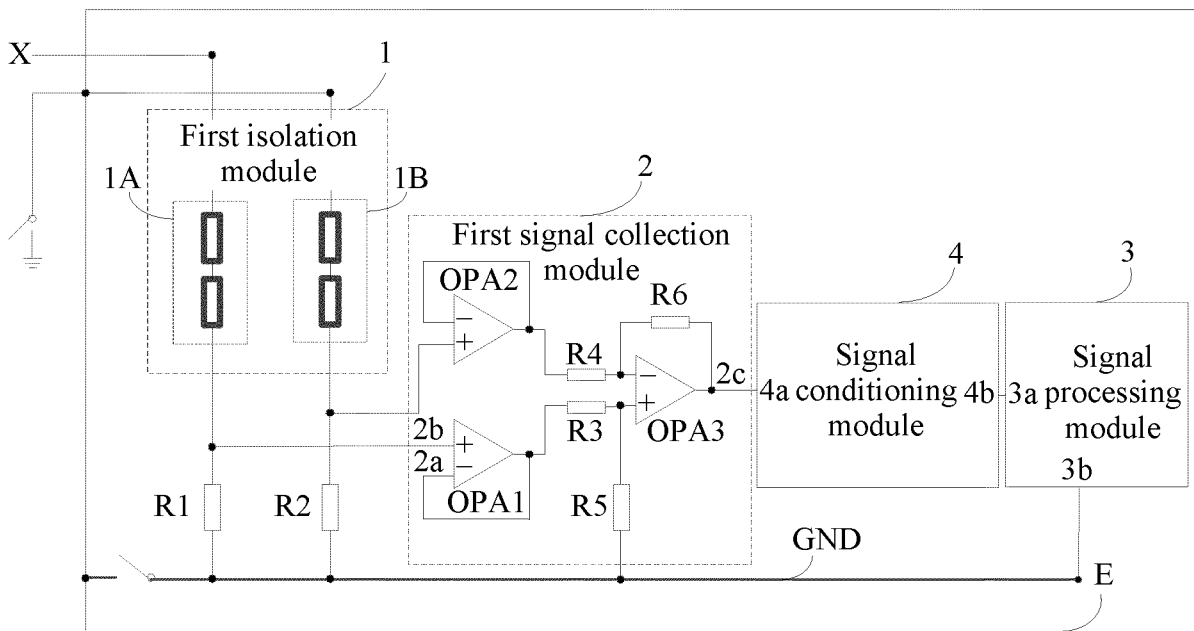 X
1
First isolation
module
1A
1B
2
First signal collection
module
OPA2
−
+
R6
R4
−
+
R3
OPA3
2c
2b
2a
+
−
OPA1
R1
R2
R5
4
Signal
4a conditioning 4b
module
3
Signal
3a processing
module
3b
GND
E